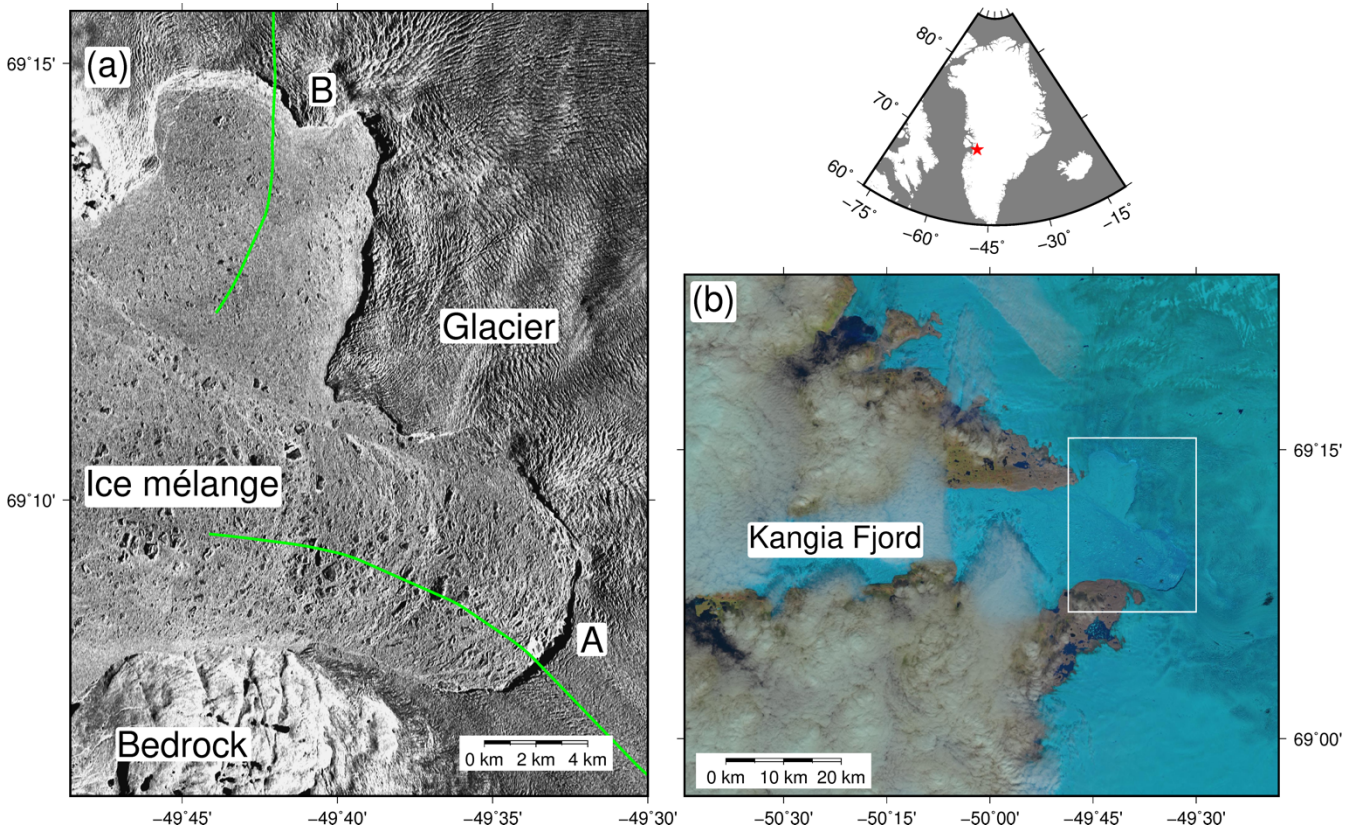 (a)
69°15'
B
Glacier
Ice mélange
69°10'
A
Bedrock
0 km 2 km 4 km
−49°45' −49°40' −49°35' −49°30'
80°
70°
60°
−75° −60° −45° −30° −15°
(b)
69°15'
Kangia Fjord
69°00'
0 km 10 km 20 km
−50°30' −50°15' −50°00' −49°45' −49°30'